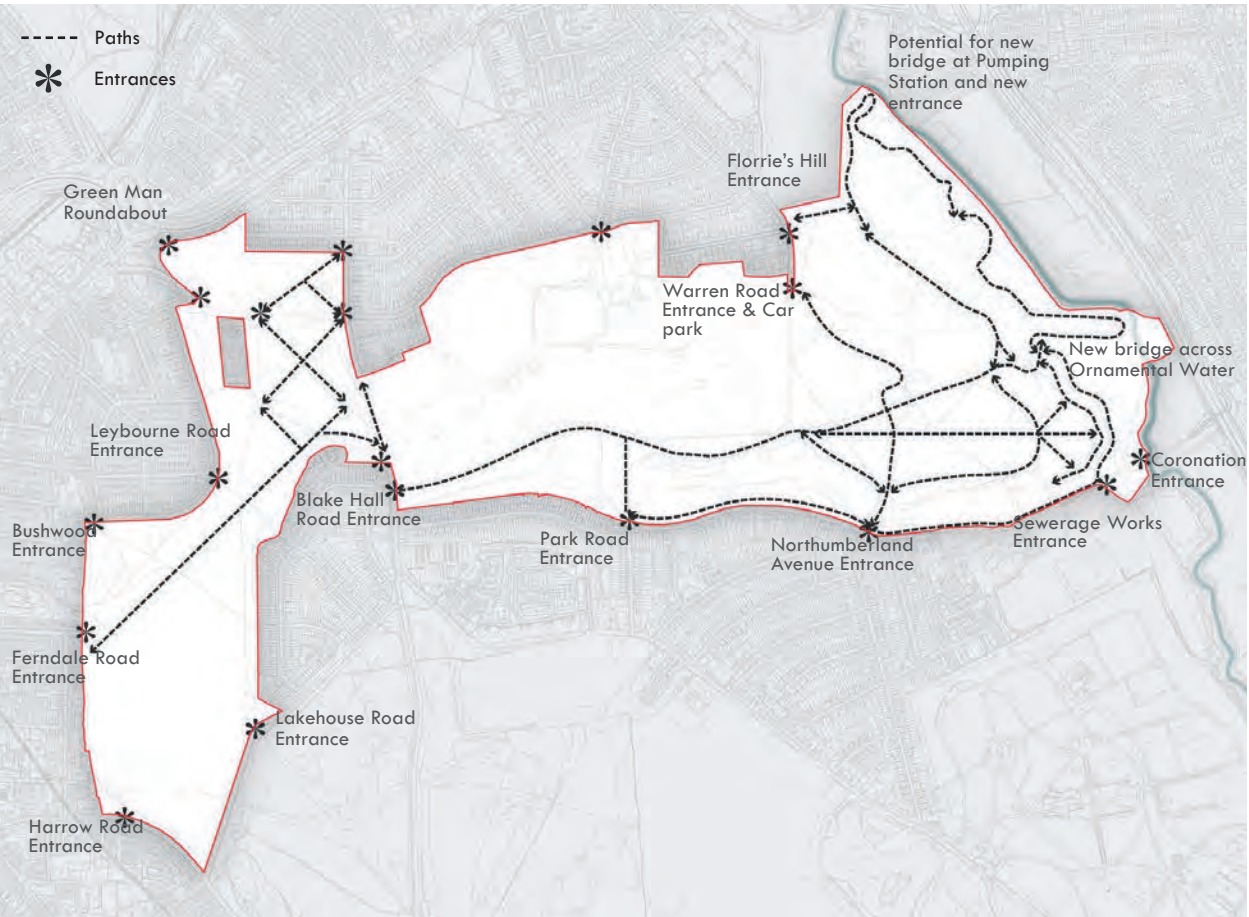 Paths
Entrances
Potential for new
bridge at Pumping
Station and new
entrance
Florrie's Hill
Entrance
Green Man
Roundabout
Warren Road
Entrance & Car
park
New bridge across
Ornamental Water
Leybourne Road
Entrance
Coronation
Entrance
Blake Hall
Road Entrance
Bushwood
Entrance
Park Road
Entrance
Northumberland
Avenue Entrance
Sewerage Works
Entrance
Ferndale Road
Entrance
Lakehouse Road
Entrance
Harrow Road
Entrance